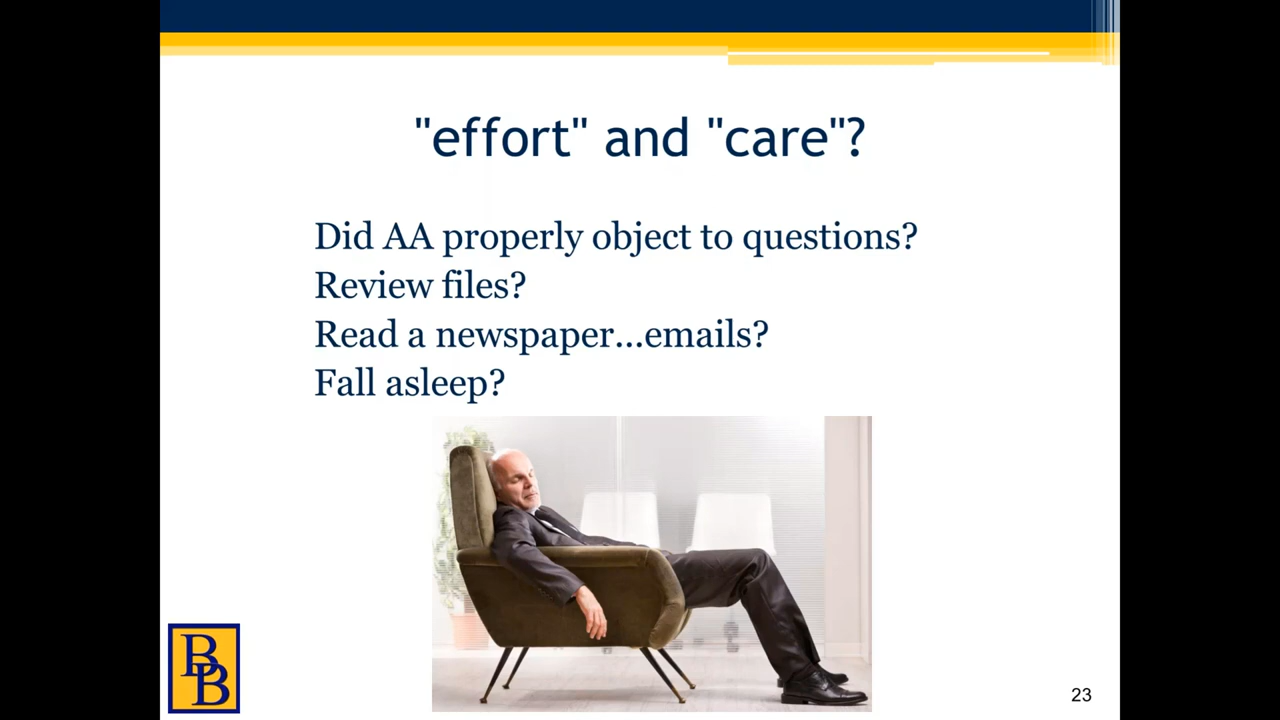 "effort" and "care"?
Did AA properly object to questions?
Review files?
Read a newspaper...emails?
Fall asleep?
BB
23